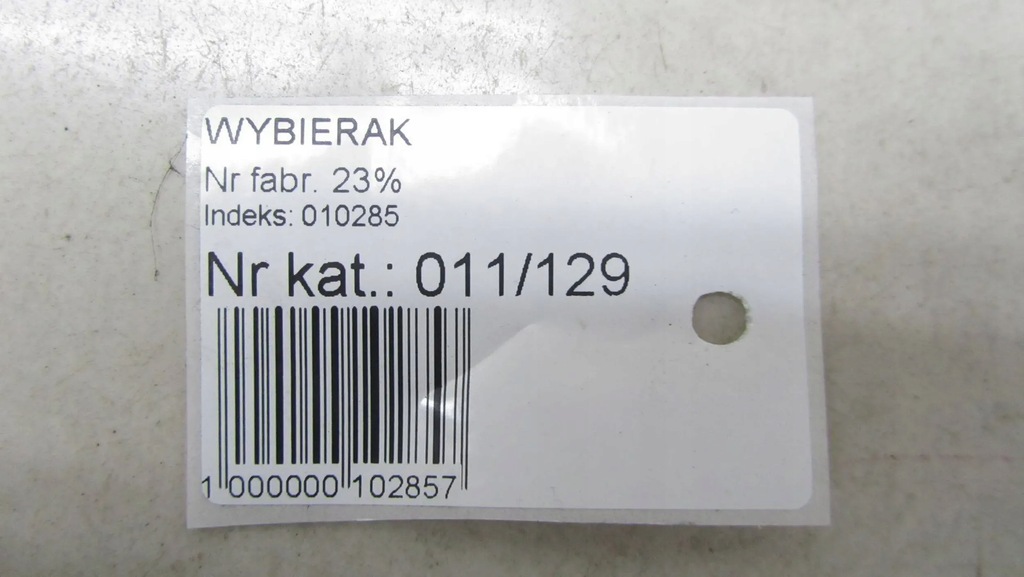 WYBIERAK
Nr fabr. 23%
Indeks: 010285
Nr kat.: 011/129
1 000000 102857